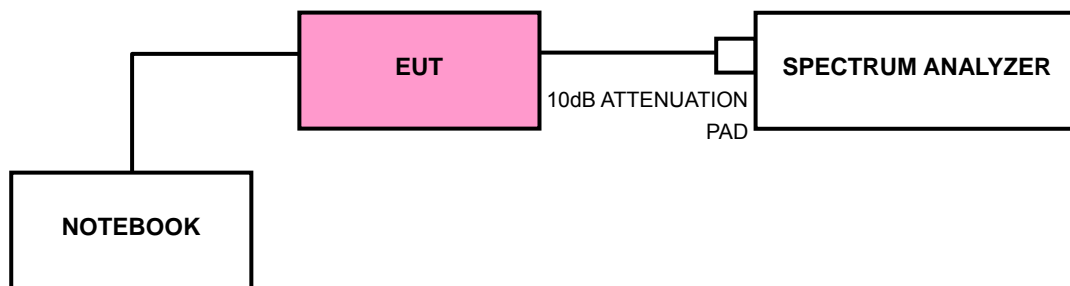 EUT
SPECTRUM ANALYZER
10dB ATTENUATION
PAD
NOTEBOOK